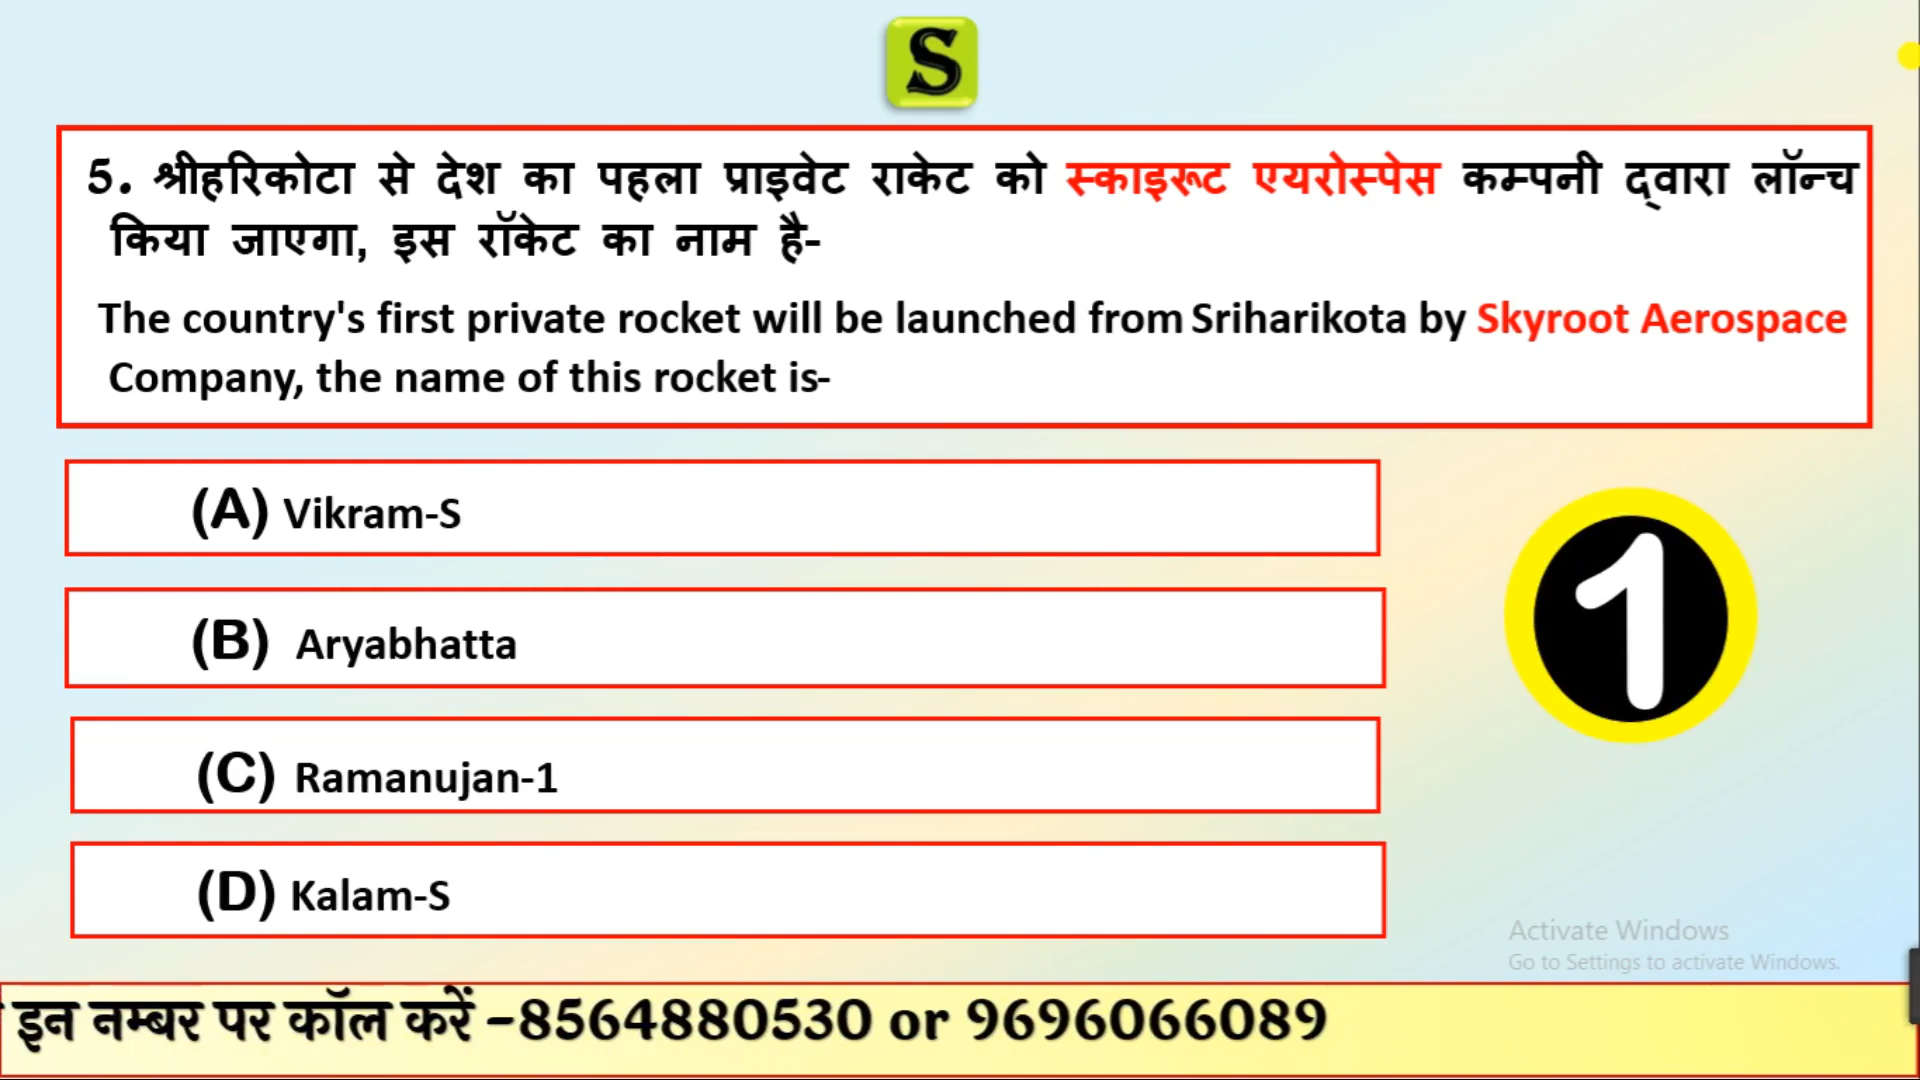 S
5. श्रीहरिकोटा से देश का पहला प्राइवेट राकेट को स्काइरूट एयरोस्पेस कम्पनी द्वारा लॉन्च
किया जाएगा, इस रॉकेट का नाम है-
The country's first private rocket will be launched from Sriharikota by Skyroot Aerospace
Company, the name of this rocket is-
(A) Vikram-S
(B) Aryabhatta
(C) Ramanujan-1
(D) Kalam-S
1
Activate Windows
Go to Settings to activate Windows.
इन नम्बर पर कॉल करें -8564880530 or 9696066089